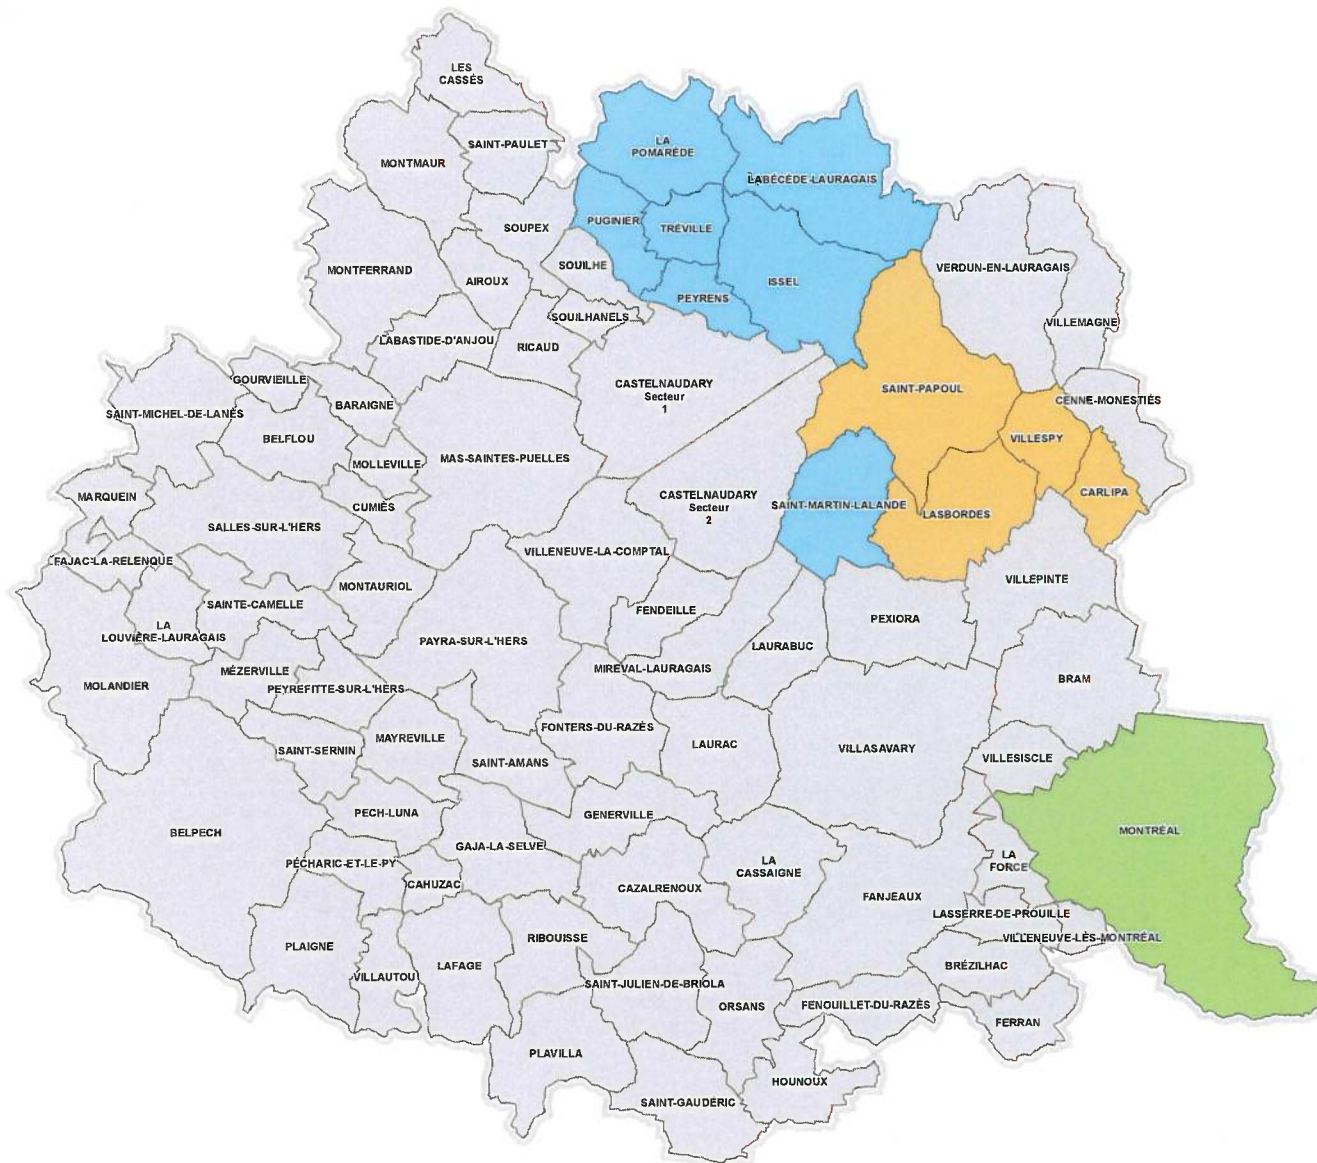 LES
CASSÉS
SAINT-PAULET
MONTMAUR
LA
POMARÈDE
LABÉCÈDE-LAURAGAIS
PUGINIER
TRÉVILLE
SOUPEX
SOUILHE
MONTFERRAND
AIROUX
PEYRENS
ISSEL
VERDUN-EN-LAURAGAIS
VILLEMAGNE
SOUILHANELS
LABASTIDE-D'ANJOU
RICAUD
GOURVIEILLE
BARAIGNE
CASTELNAUDARY
Secteur
1
SAINT-PAPOUL
CENNE-MONESTIÉS
SAINT-MICHEL-DE-LANÈS
BELFLOU
MOLLEVILLE
MAS-SAINTES-PUELLES
VILLESPY
MARQUEIN
CUMIÈS
CASTELNAUDARY
Secteur
2
SAINT-MARTIN-LALANDE
LASBORDES
CARLIPA
SALLES-SUR-L'HERS
FAJAC-LA-RELENQUE
VILLENEUVE-LA-COMPTAL
MONTAURIOL
VILLEPINTE
SAINTE-CAMELLE
LA
LOUVIÈRE-LAURAGAIS
FENDEILLE
PEXIORA
PAYRA-SUR-L'HERS
LAURABUC
MIREVAL-LAURAGAIS
MÉZERVILLE
PEYREFITTE-SUR-L'HERS
MOLANDIER
BRAM
FONTERS-DU-RAZÈS
MAYREVILLE
SAINT-SERNIN
SAINT-AMANS
LAURAC
VILLASAVARY
VILLESISCLE
PECH-LUNA
GENERVILLE
BELPECH
MONTRÉAL
GAJA-LA-SELVE
PÉCHARIC-ET-LE-PY
CAHUZAC
CAZALRENOUX
LA
CASSAIGNE
LA
FORCE
FANJEAUX
LASSERRE-DE-PROUILLE
VILLENEUVE-LÈS-MONTRÉAL
PLAIGNE
RIBOUISSE
LAFAGE
BRÉZILHAC
VILLAUTOU
SAINT-JULIEN-DE-BRIOLA
ORSANS
FENOUILLET-DU-RAZÈS
FERRAN
PLAVILLA
HOUNOUX
SAINT-GAUDÉRIC